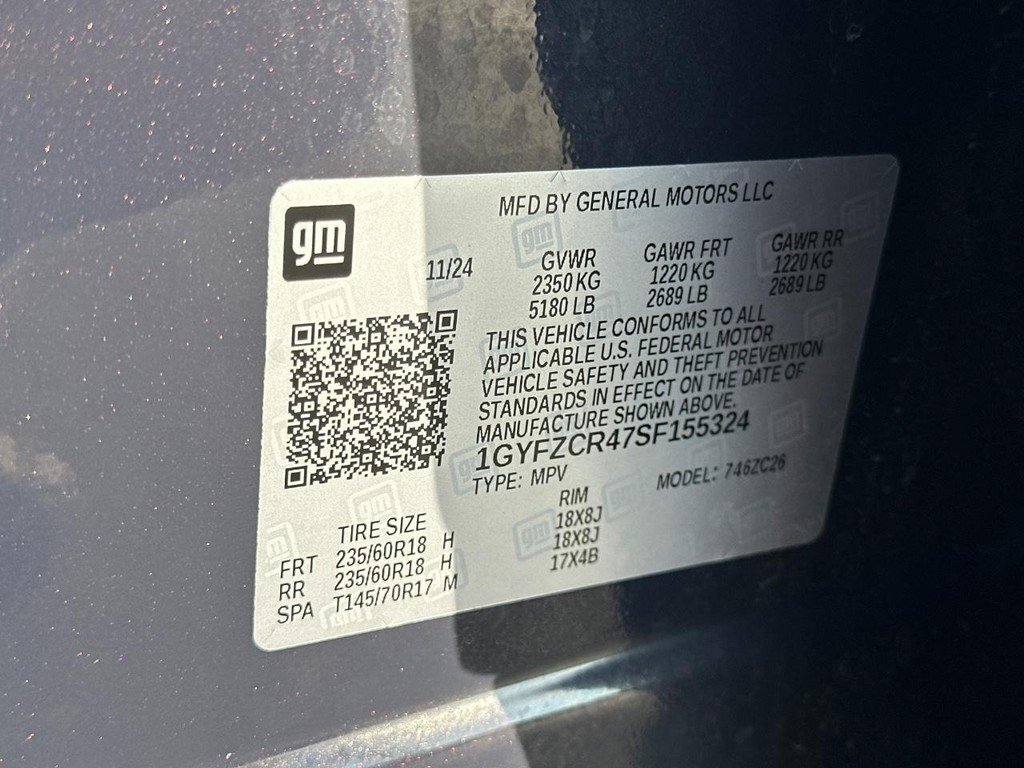 gm
MFD BY GENERAL MOTORS LLC
11/24
GVWR GAWR FRT GAWR RR
2350 KG 1220 KG 1220 KG
5180 LB 2689 LB 2689 LB
THIS VEHICLE CONFORMS TO ALL
APPLICABLE U.S. FEDERAL MOTOR
VEHICLE SAFETY AND THEFT PREVENTION
STANDARDS IN EFFECT ON THE DATE OF
MANUFACTURE SHOWN ABOVE.
1GYFZCR47SF155324
TYPE: MPV MODEL: 746ZC26
TIRE SIZE RIM
FRT 235/60R18 H 18X8J
RR 235/60R18 H 18X8J
SPA T145/70R17 M 17X4B